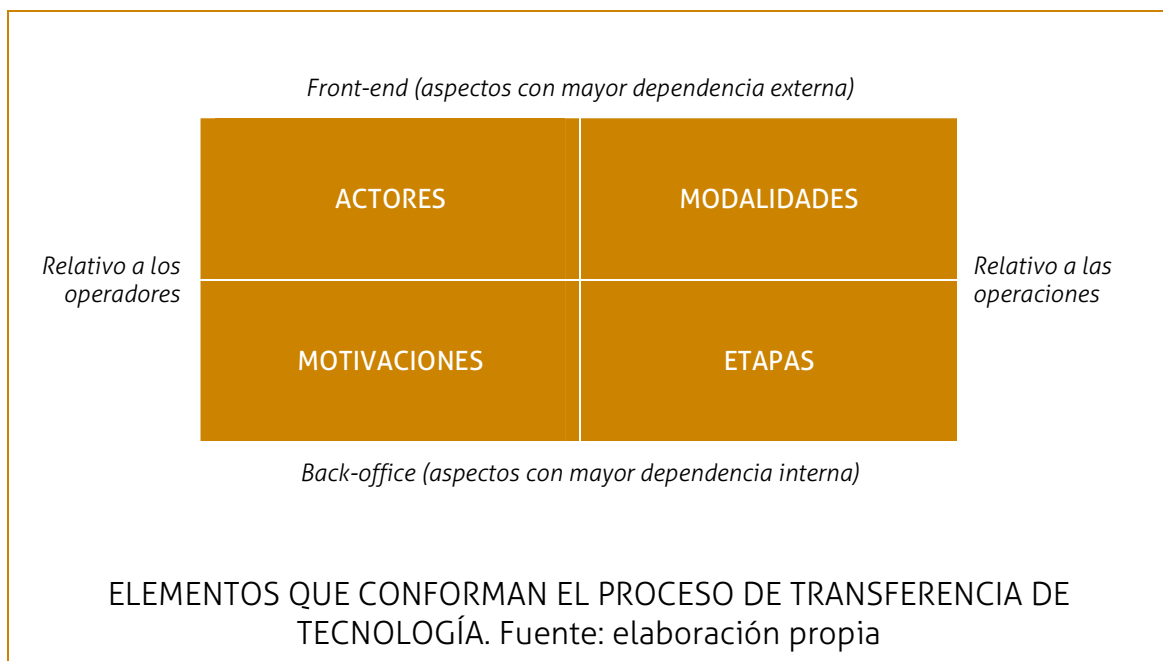 Front-end (aspectos con mayor dependencia externa)
ACTORES
MODALIDADES
Relativo a los
operadores
Relativo a las
operaciones
MOTIVACIONES
ETAPAS
Back-office (aspectos con mayor dependencia interna)
ELEMENTOS QUE CONFORMAN EL PROCESO DE TRANSFERENCIA DE
TECNOLOGÍA. Fuente: elaboración propia